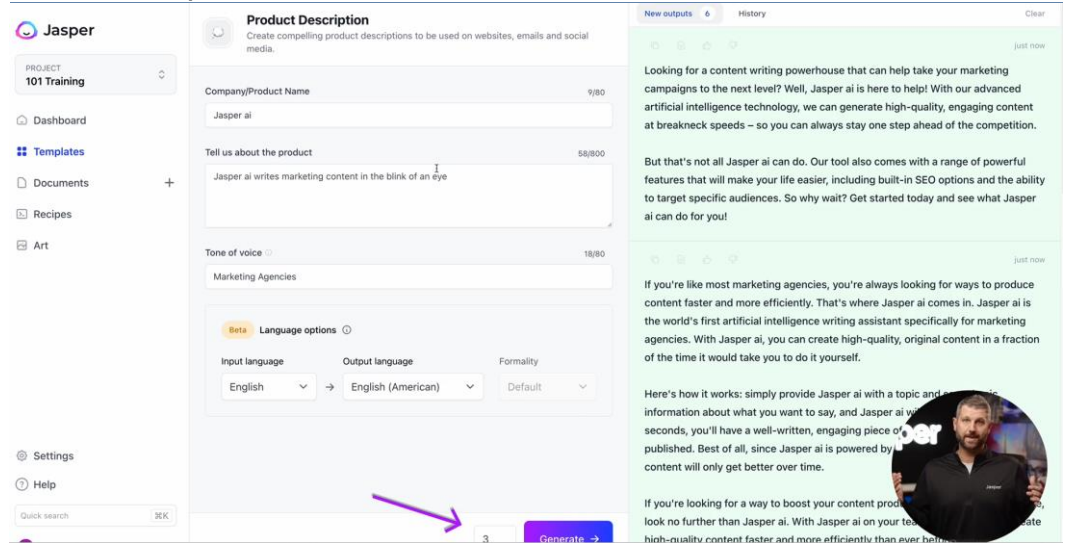 Jasper
PROJECT
101 Training
Dashboard
Templates
Documents
Recipes
Art
Settings
Help
Quick search
⌘K
Product Description
Create compelling product descriptions to be used on websites, emails and social
media.
Company/Product Name
9/80
Jasper ai
Tell us about the product
58/800
Jasper ai writes marketing content in the blink of an eye
Tone of voice
18/80
Marketing Agencies
Beta Language options
Input language
Output language
Formality
English
English (American)
Default
3
Generate
New outputs 6
History
Clear
just now
Looking for a content writing powerhouse that can help take your marketing
campaigns to the next level? Well, Jasper ai is here to help! With our advanced
artificial intelligence technology, we can generate high-quality, engaging content
at breakneck speeds – so you can always stay one step ahead of the competition.
But that's not all Jasper ai can do. Our tool also comes with a range of powerful
features that will make your life easier, including built-in SEO options and the ability
to target specific audiences. So why wait? Get started today and see what Jasper
ai can do for you!
just now
If you're like most marketing agencies, you're always looking for ways to produce
content faster and more efficiently. That's where Jasper ai comes in. Jasper ai is
the world's first artificial intelligence writing assistant specifically for marketing
agencies. With Jasper ai, you can create high-quality, original content in a fraction
of the time it would take you to do it yourself.
Here's how it works: simply provide Jasper ai with a topic and
information about what you want to say, and Jasper ai
seconds, you'll have a well-written, engaging piece
published. Best of all, since Jasper ai is powered by
content will only get better over time.
If you're looking for a way to boost your content
look no further than Jasper ai. With Jasper ai on your
high-quality content faster and more efficiently than ever
per
Jasper